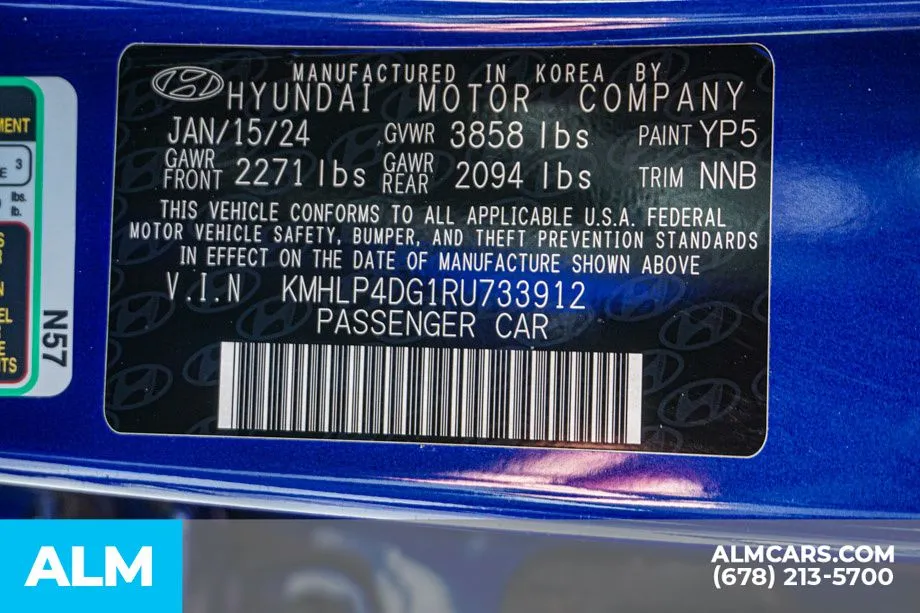 MANUFACTURED IN KOREA BY
HYUNDAI MOTOR COMPANY
JAN/15/24 GVWR 3858 lbs PAINT YP5
GAWR FRONT 2271 lbs GAWR REAR 2094 lbs TRIM NNB
THIS VEHICLE CONFORMS TO ALL APPLICABLE U.S.A. FEDERAL
MOTOR VEHICLE SAFETY, BUMPER, AND THEFT PREVENTION STANDARDS
IN EFFECT ON THE DATE OF MANUFACTURE SHOWN ABOVE
V.I.N KMHLP4DG1RU733912
PASSENGER CAR
3
lbs.
lb.
N57
ALM
ALMCARS.COM
(678) 213-5700